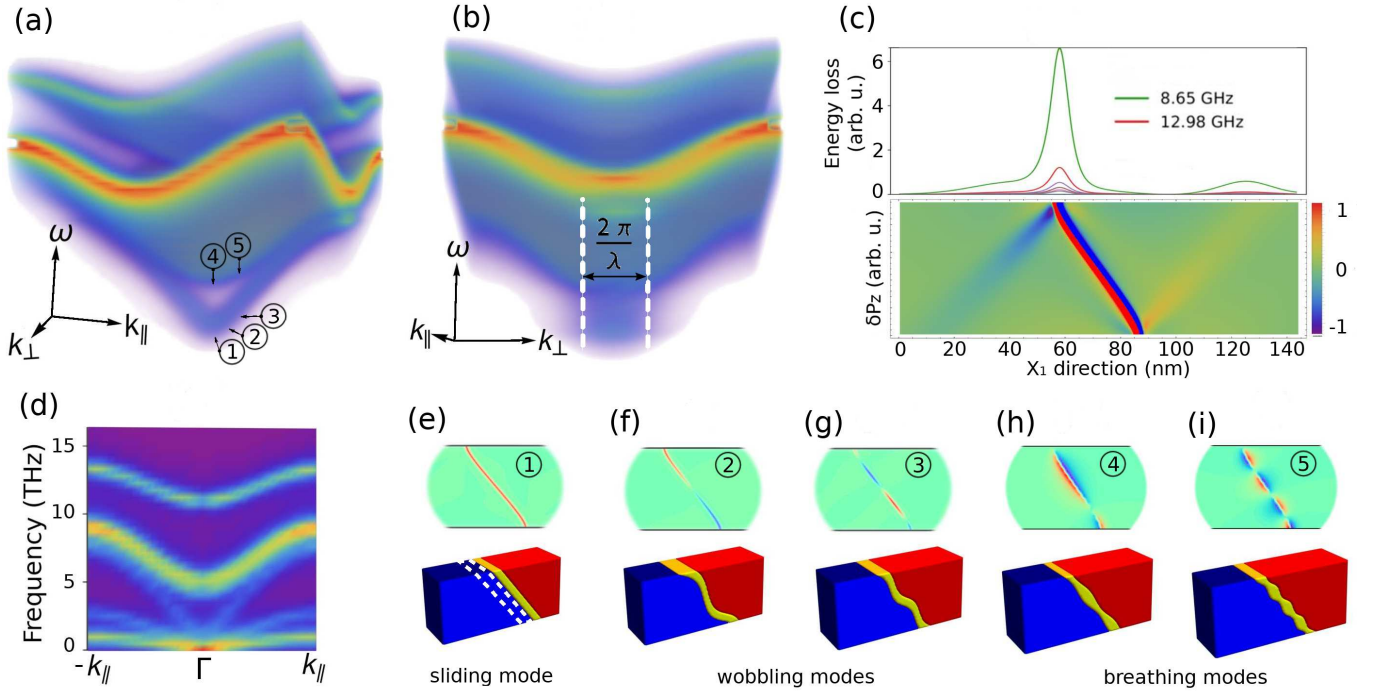 (a)
ω
k⊥
k∥
④
⑤
③
②
①
(b)
ω
k∥
k⊥
2 π
λ
(c)
Energy loss
(arb. u.)
6
4
2
0
8.65 GHz
12.98 GHz
δPz (arb. u.)
1
0
-1
0
20
40
60
80
100
120
140
X₁ direction (nm)
(d)
Frequency (THz)
15
10
5
0
-k∥
Γ
k∥
(e)
①
sliding mode
(f)
②
(g)
③
wobbling modes
(h)
④
(i)
⑤
breathing modes